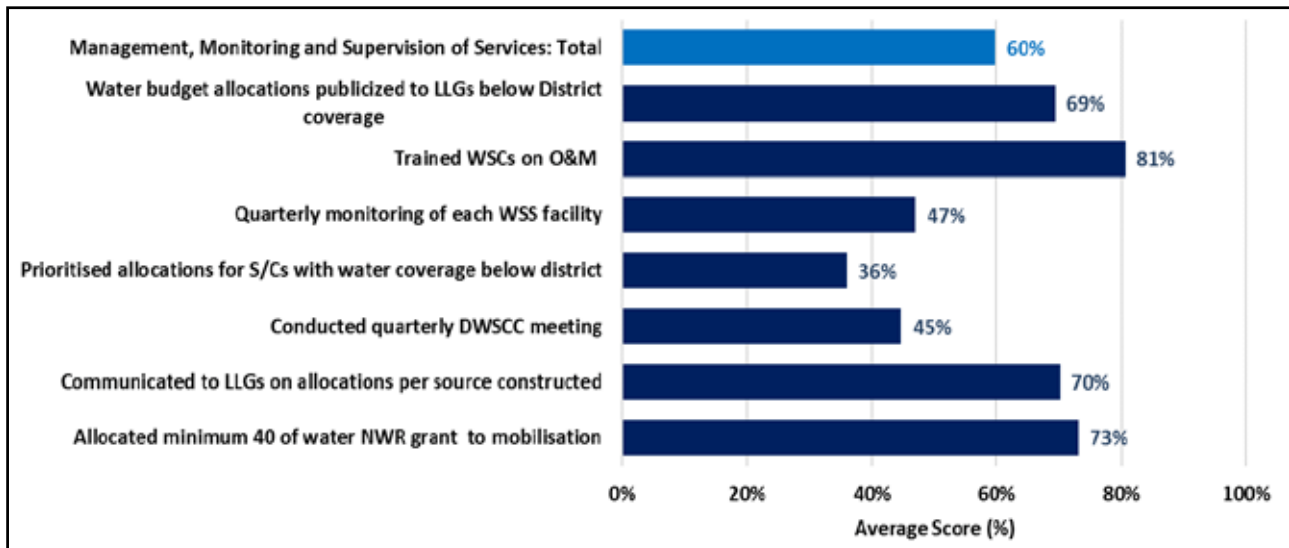 Management, Monitoring and Supervision of Services: Total
60%
Water budget allocations publicized to LLGs below District
coverage
69%
Trained WSCs on O&M
81%
Quarterly monitoring of each WSS facility
47%
Prioritised allocations for S/Cs with water coverage below district
36%
Conducted quarterly DWSCC meeting
45%
Communicated to LLGs on allocations per source constructed
70%
Allocated minimum 40 of water NWR grant to mobilisation
73%
0% 20% 40% 60% 80% 100%
Average Score (%)